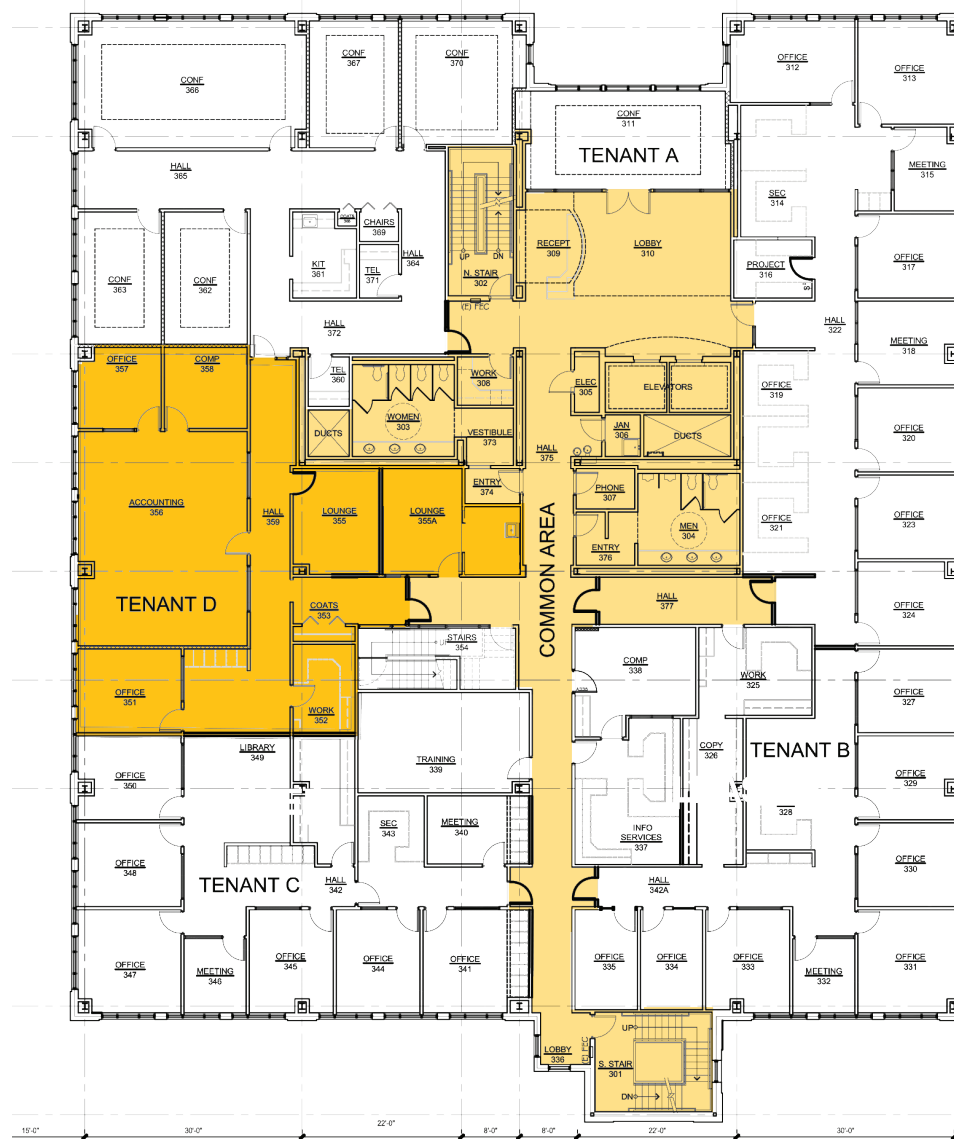 CONF
366
CONF
367
CONF
370
OFFICE
312
OFFICE
313
CONF
311
TENANT A
HALL
365
MEETING
315
SEC
314
CHAIRS
369
KIT
361
TEL
371
HALL
364
UP
DN
N. STAIR
302
RECEPT
309
LOBBY
310
OFFICE
317
PROJECT
316
CONF
363
CONF
362
(E) FEC
HALL
372
HALL
322
MEETING
318
OFFICE
357
COMP
358
TEL
360
WORK
308
ELEC
305
ELEVATORS
OFFICE
319
WOMEN
303
DUCTS
VESTIBULE
373
JAN
306
DUCTS
OFFICE
320
HALL
375
ACCOUNTING
356
HALL
359
LOUNGE
355
LOUNGE
355A
ENTRY
374
PHONE
307
MEN
304
ENTRY
376
OFFICE
321
OFFICE
323
COMMON AREA
TENANT D
COATS
353
HALL
377
OFFICE
324
STAIRS
354
UP
COMP
338
WORK
325
OFFICE
351
WORK
352
OFFICE
327
LIBRARY
349
TRAINING
339
COPY
326
TENANT B
OFFICE
350
OFFICE
329
SEC
343
MEETING
340
INFO
SERVICES
337
328
OFFICE
348
OFFICE
330
TENANT C
HALL
342
HALL
342A
OFFICE
347
MEETING
346
OFFICE
345
OFFICE
344
OFFICE
341
OFFICE
335
OFFICE
334
OFFICE
333
MEETING
332
OFFICE
331
LOBBY
336
(E) FEC
UP
S. STAIR
301
DN
15'-0"
30'-0"
22'-0"
8'-0"
8'-0"
22'-0"
30'-0"